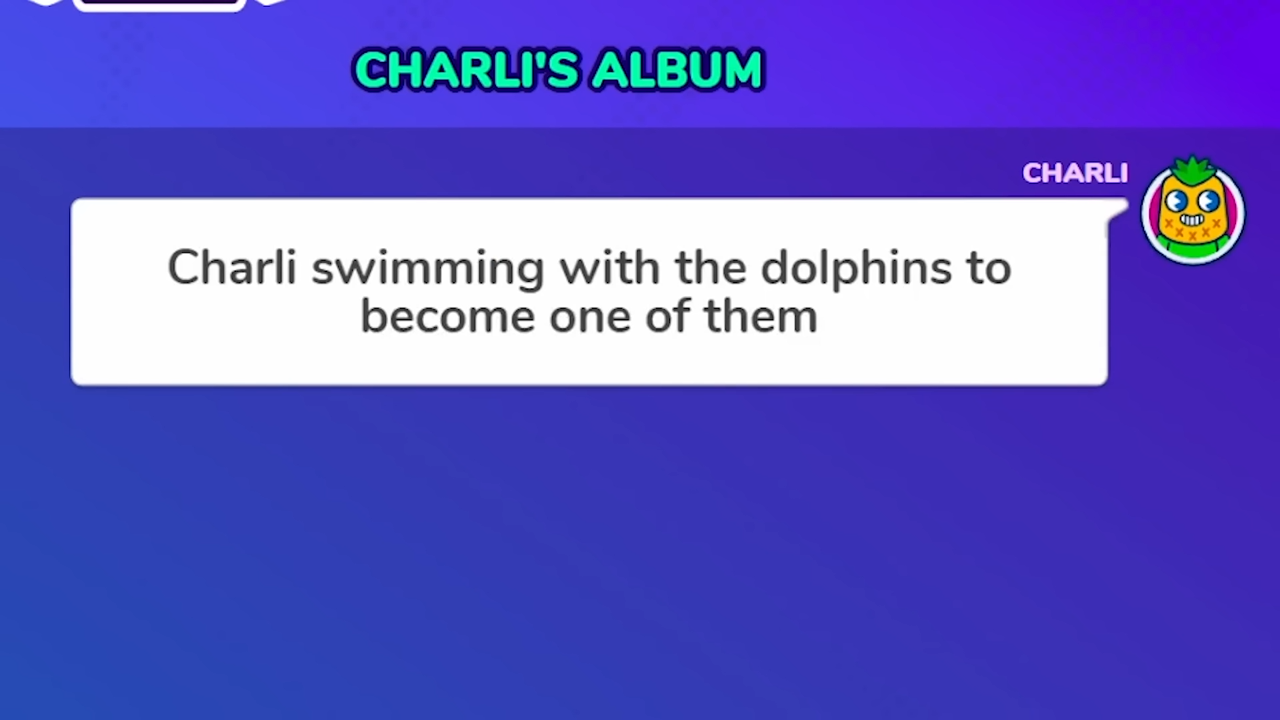 CHARLI'S ALBUM
CHARLI
Charli swimming with the dolphins to
become one of them